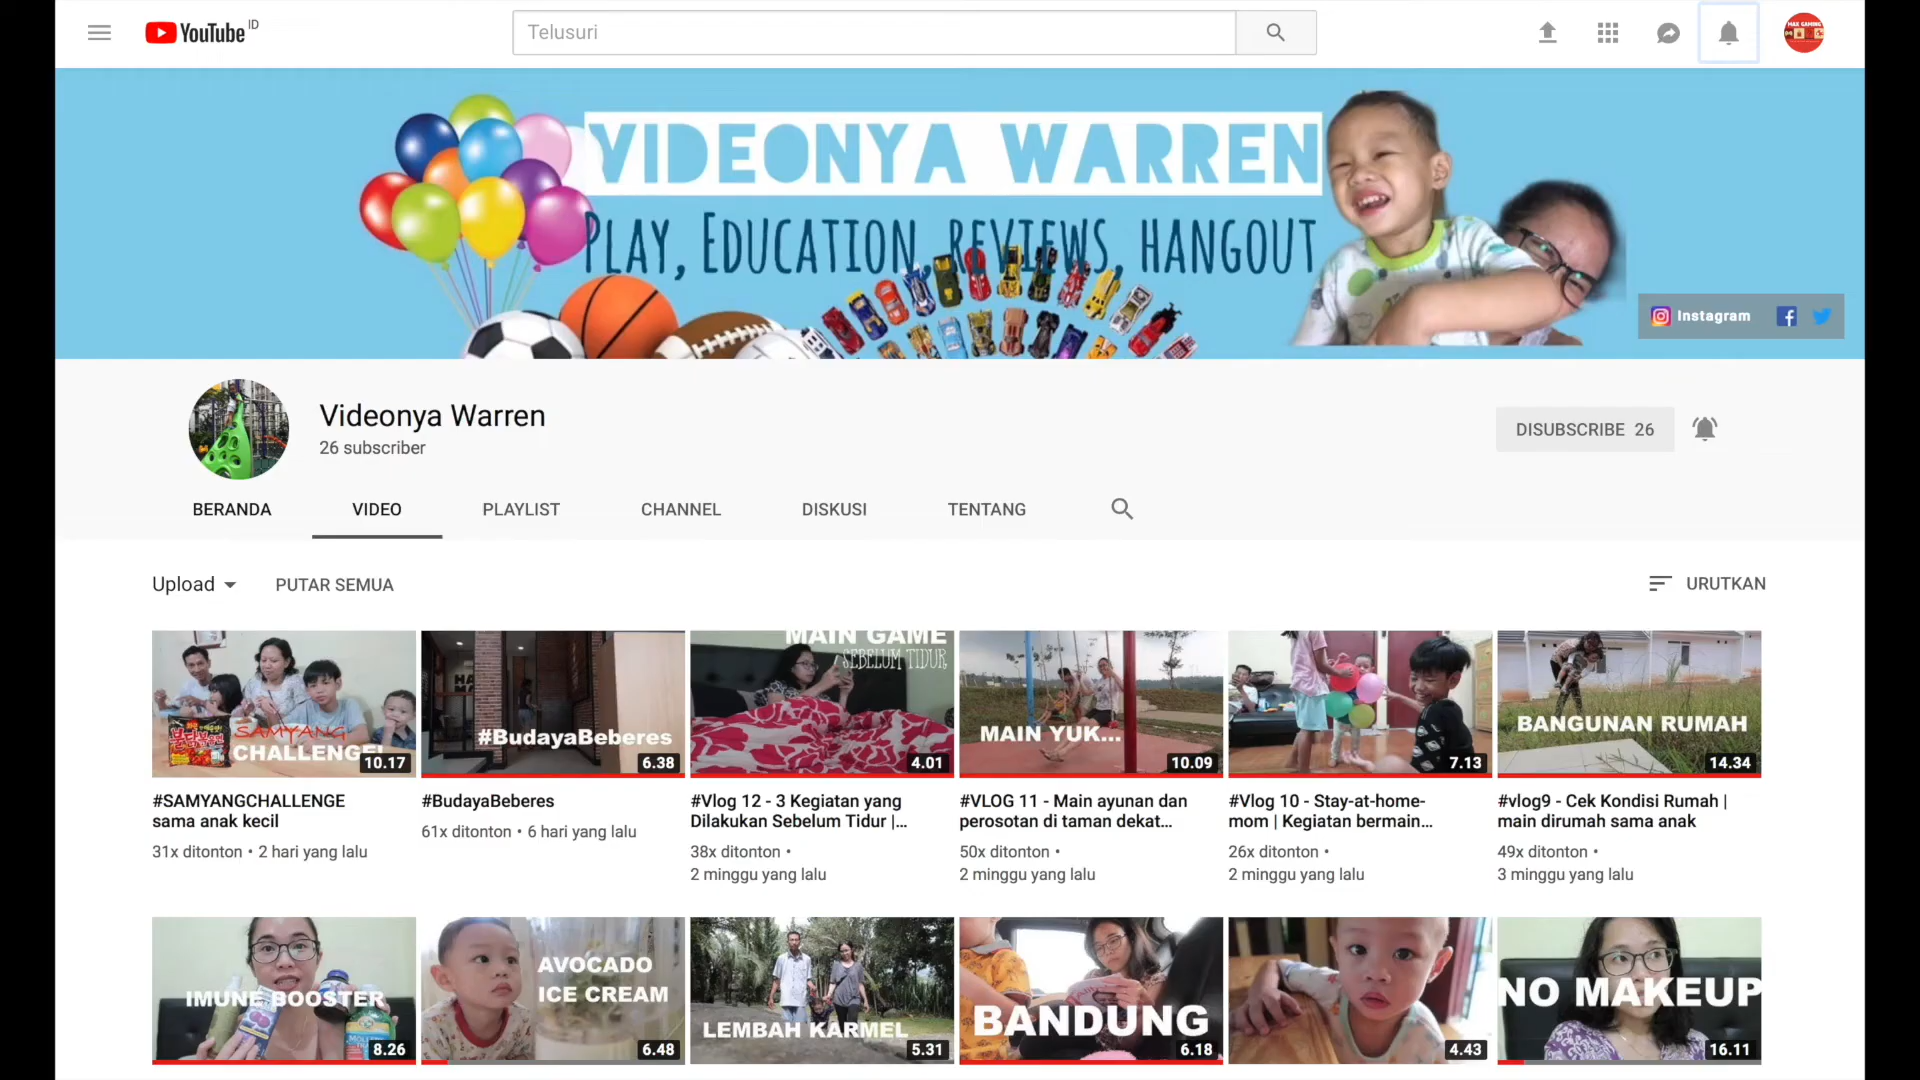 YouTube ID
Telusuri
MAX GAMING
VIDEONYA WARREN
PLAY, EDUCATION, REVIEWS, HANGOUT
Instagram
Videonya Warren
26 subscriber
DISUBSCRIBE 26
BERANDA
VIDEO
PLAYLIST
CHANNEL
DISKUSI
TENTANG
Upload
PUTAR SEMUA
URUTKAN
SAMYANG
CHALLENGE!
10.17
#BudayaBeberes
6.38
MAIN GAME
SEBELUM TIDUR
4.01
MAIN YUK...
10.09
7.13
BANGUNAN RUMAH
14.34
#SAMYANGCHALLENGE
sama anak kecil
31x ditonton • 2 hari yang lalu
#BudayaBeberes
61x ditonton • 6 hari yang lalu
#Vlog 12 - 3 Kegiatan yang
Dilakukan Sebelum Tidur |...
38x ditonton •
2 minggu yang lalu
#VLOG 11 - Main ayunan dan
perosotan di taman dekat...
50x ditonton •
2 minggu yang lalu
#Vlog 10 - Stay-at-home-
mom | Kegiatan bermain...
26x ditonton •
2 minggu yang lalu
#vlog9 - Cek Kondisi Rumah |
main dirumah sama anak
49x ditonton •
3 minggu yang lalu
IMUNE BOOSTER
8.26
AVOCADO
ICE CREAM
6.48
LEMBAH KARMEL
5.31
BANDUNG
6.18
4.43
NO MAKEUP
16.11